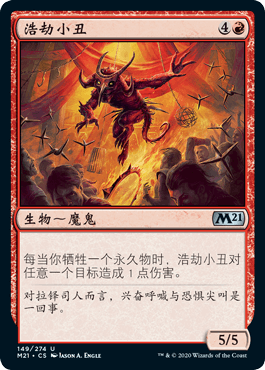 浩劫小丑 4
生物～魔鬼 M21
每当你牺牲一个永久物时，浩劫小丑对
任意一个目标造成 1 点伤害。
对拉铎司人而言，兴奋呼喊与恐惧尖叫是
一回事。
5/5
149/274 U
M21 • CS JASON A. ENGLE
™ & © 2020 Wizards of the Coast